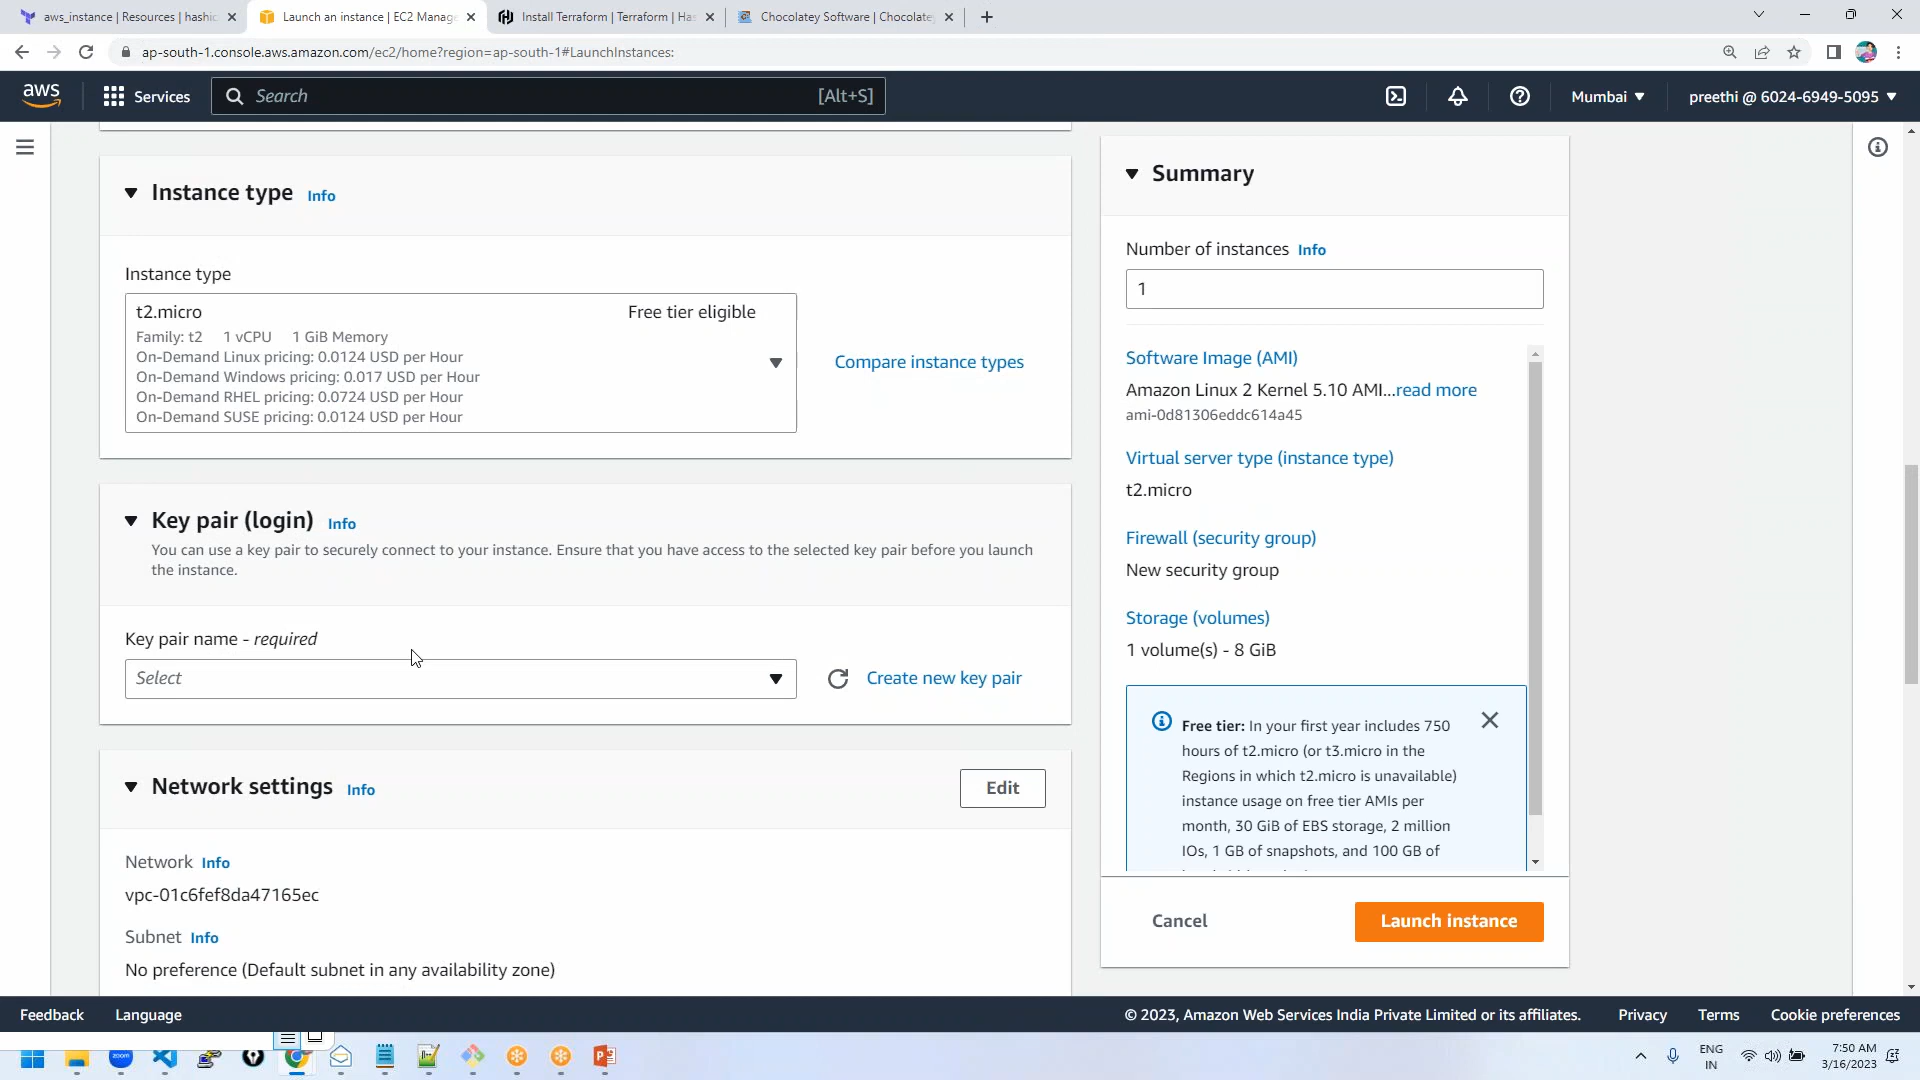 aws_instance | Resources | hashic
Launch an instance | EC2 Manage
Install Terraform | Terraform | Has
Chocolatey Software | Chocolate
ap-south-1.console.aws.amazon.com/ec2/home?region=ap-south-1#LaunchInstances:
aws
Services
Search
[Alt+S]
Mumbai
preethi @ 6024-6949-5095
Instance type Info
Instance type
t2.micro Free tier eligible
Family: t2 1 vCPU 1 GiB Memory
On-Demand Linux pricing: 0.0124 USD per Hour
On-Demand Windows pricing: 0.017 USD per Hour
On-Demand RHEL pricing: 0.0724 USD per Hour
On-Demand SUSE pricing: 0.0124 USD per Hour
Compare instance types
Key pair (login) Info
You can use a key pair to securely connect to your instance. Ensure that you have access to the selected key pair before you launch
the instance.
Key pair name - required
Select
Create new key pair
Network settings Info
Edit
Network Info
vpc-01c6fef8da47165ec
Subnet Info
No preference (Default subnet in any availability zone)
Summary
Number of instances Info
1
Software Image (AMI)
Amazon Linux 2 Kernel 5.10 AMI...read more
ami-0d81306eddc614a45
Virtual server type (instance type)
t2.micro
Firewall (security group)
New security group
Storage (volumes)
1 volume(s) - 8 GiB
Free tier: In your first year includes 750
hours of t2.micro (or t3.micro in the
Regions in which t2.micro is unavailable)
instance usage on free tier AMIs per
month, 30 GiB of EBS storage, 2 million
IOs, 1 GB of snapshots, and 100 GB of
Cancel
Launch instance
Feedback
Language
© 2023, Amazon Web Services India Private Limited or its affiliates.
Privacy
Terms
Cookie preferences
zoom
ENG
IN
7:50 AM
3/16/2023